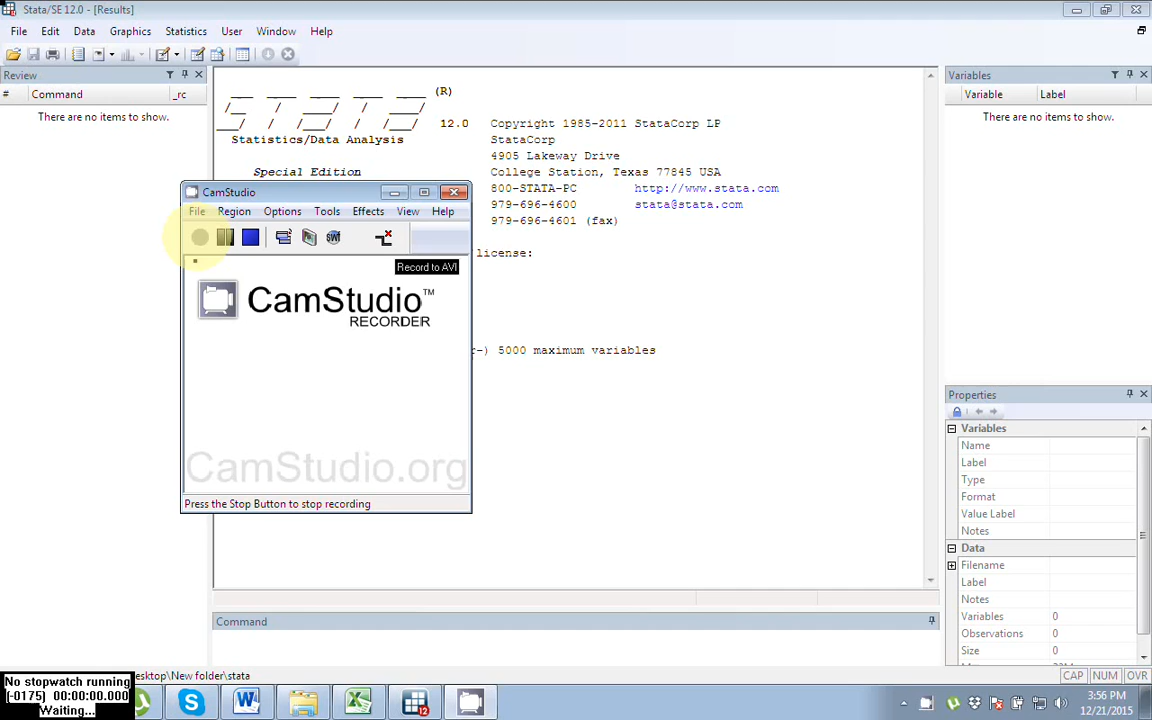 Stata/SE 12.0 - [Results]
File Edit Data Graphics Statistics User Window Help
Review
# Command _rc
There are no items to show.
(R)
12.0 Copyright 1985-2011 StataCorp LP
Statistics/Data Analysis StataCorp
4905 Lakeway Drive
Special Edition College Station, Texas 77845 USA
800-STATA-PC http://www.stata.com
979-696-4600 stata@stata.com
979-696-4601 (fax)
license:
r-) 5000 maximum variables
CamStudio
File Region Options Tools Effects View Help
Record to AVI
CamStudio™
RECORDER
CamStudio.org
Press the Stop Button to stop recording
Variables
Variable Label
There are no items to show.
Properties
Variables
Name
Label
Type
Format
Value Label
Notes
Data
Filename
Label
Notes
Variables 0
Observations 0
Size 0
Command
esktop\New folder\stata
CAP NUM OVR
No stopwatch running
[-0175] 00:00:00.000
Waiting...
3:56 PM
12/21/2015